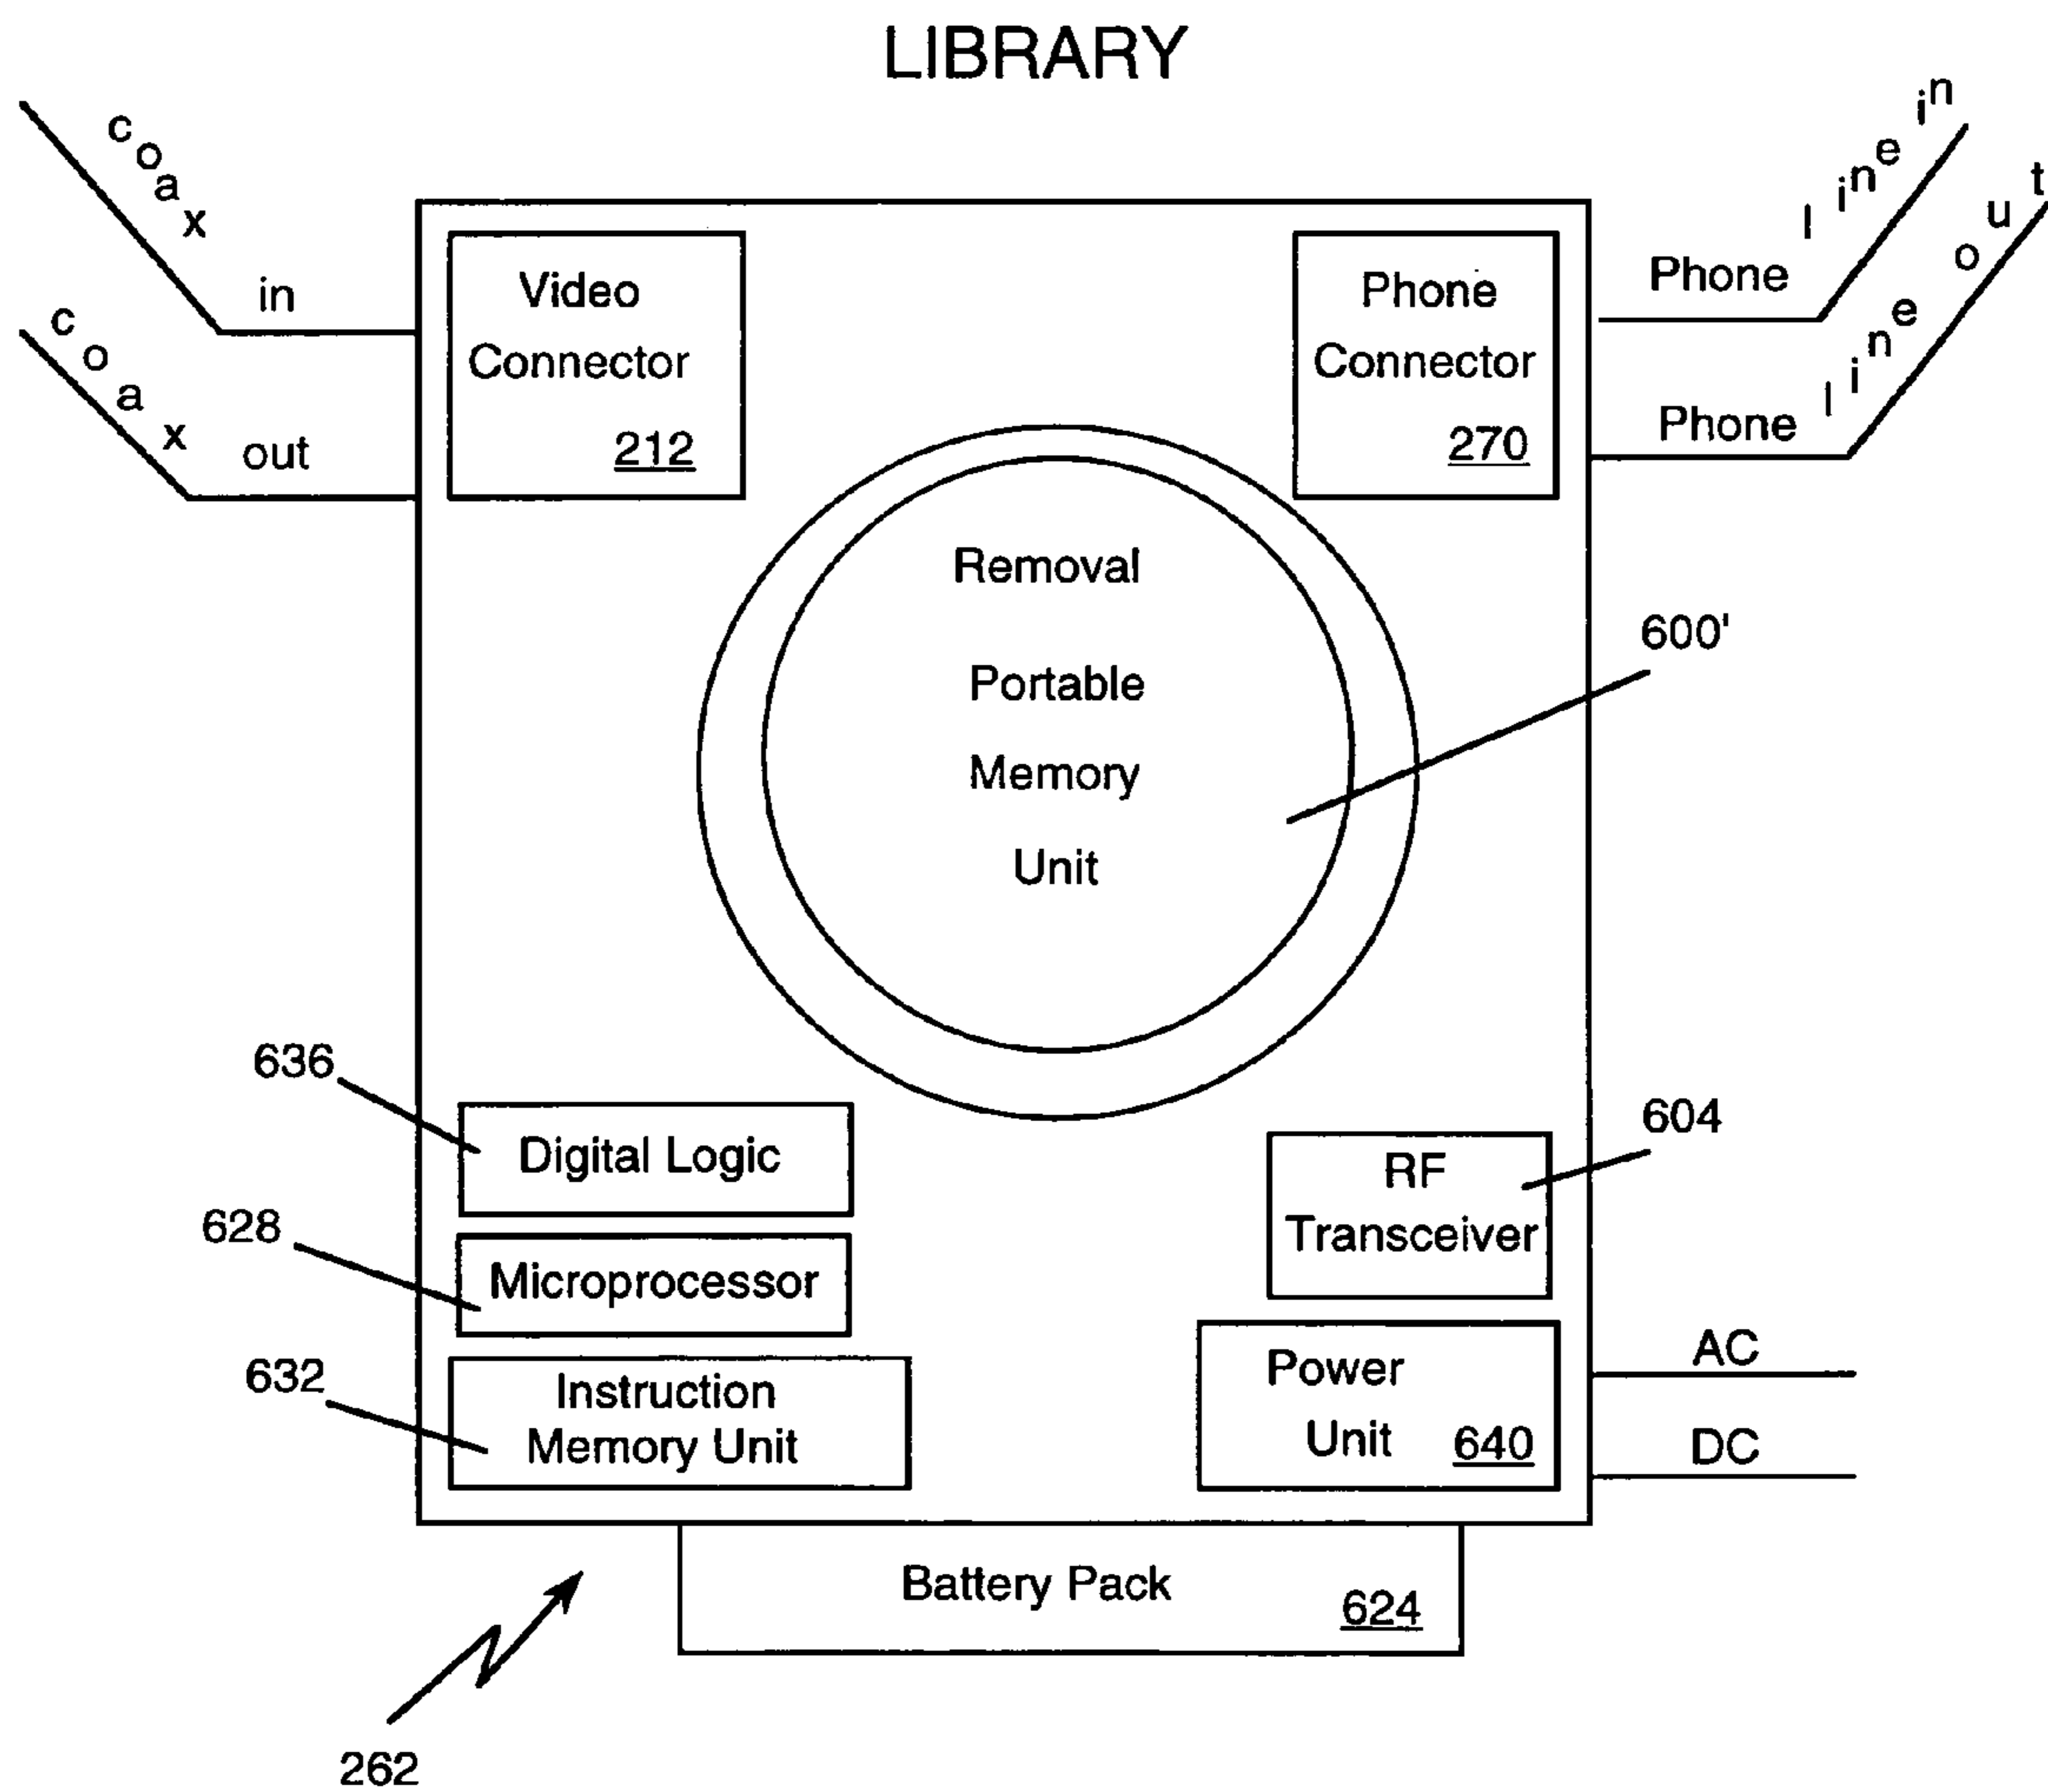 LIBRARY
coax in
coax out
Video
Connector
212
Phone
Connector
270
Phone line in
Phone line out
Removal
Portable
Memory
Unit
600'
636
Digital Logic
628
Microprocessor
632
Instruction
Memory Unit
604
RF
Transceiver
Power
Unit 640
AC
DC
Battery Pack 624
262